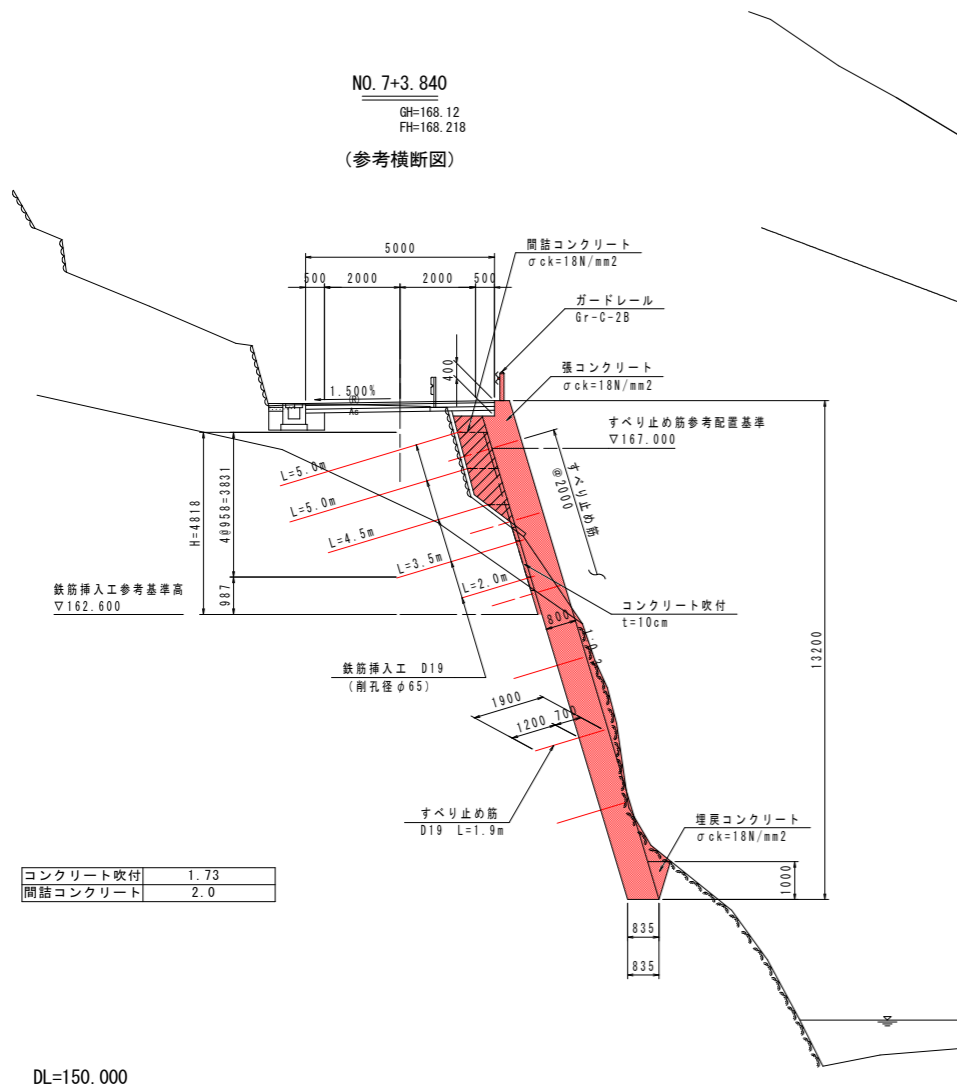 NO.7+3.840
GH=168.12
FH=168.218
(参考横断図)
5000
500
2000
2000
500
間詰コンクリート
σck=18N/mm2
ガードレール
Gr-C-2B
400
張コンクリート
σck=18N/mm2
1.500%
As
すべり止め筋参考配置基準
▽167.000
すべり止め筋
@2000
L=5.0m
L=5.0m
L=4.5m
L=3.5m
L=2.0m
H=4818
4@958=3831
987
鉄筋挿入工参考基準高
▽162.600
コンクリート吹付
t=10cm
800
13200
鉄筋挿入工 D19
(削孔径φ65)
1900
1200
700
すべり止め筋
D19 L=1.9m
埋戻コンクリート
σck=18N/mm2
1000
コンクリート吹付 1.73
間詰コンクリート 2.0
835
835
DL=150.000